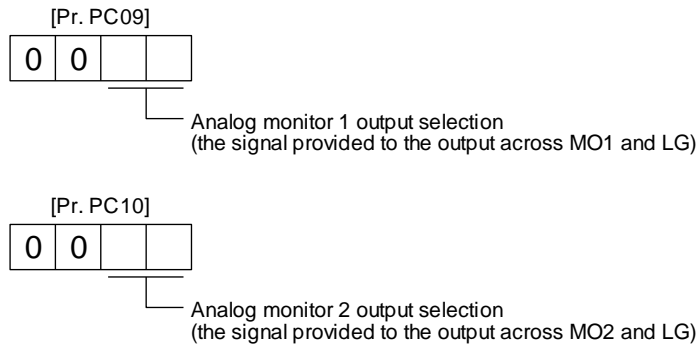 [Pr. PC09]
0 0
Analog monitor 1 output selection
(the signal provided to the output across MO1 and LG)
[Pr. PC10]
0 0
Analog monitor 2 output selection
(the signal provided to the output across MO2 and LG)